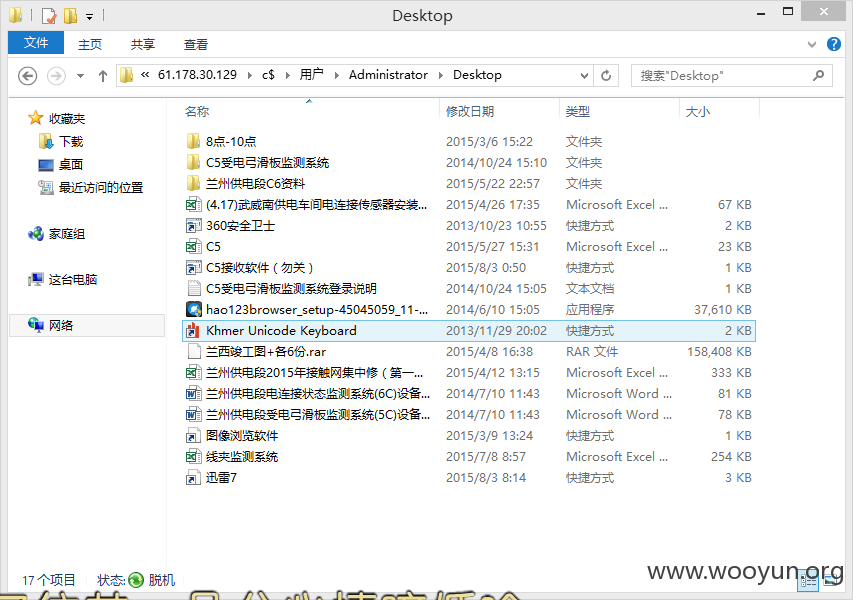 Desktop
文件 主页 共享 查看
« 61.178.30.129 c$ 用户 Administrator Desktop 搜索"Desktop"
收藏夹
下载
桌面
最近访问的位置
家庭组
这台电脑
网络
名称 修改日期 类型 大小
8点-10点 2015/3/6 15:22 文件夹
C5受电弓滑板监测系统 2014/10/24 15:10 文件夹
兰州供电段C6资料 2015/5/22 22:57 文件夹
(4.17)武威南供电车间电连接传感器安装... 2015/4/26 17:35 Microsoft Excel ... 67 KB
360安全卫士 2013/10/23 10:55 快捷方式 2 KB
C5 2015/5/27 15:31 Microsoft Excel ... 23 KB
C5接收软件（勿关） 2015/8/3 0:50 快捷方式 1 KB
C5受电弓滑板监测系统登录说明 2014/10/24 15:05 文本文档 1 KB
hao123browser_setup-45045059_11-... 2014/6/10 15:05 应用程序 37,610 KB
Khmer Unicode Keyboard 2013/11/29 20:02 快捷方式 2 KB
兰西竣工图+各6份.rar 2015/4/8 16:38 RAR 文件 158,408 KB
兰州供电段2015年接触网集中修（第一... 2015/4/12 13:15 Microsoft Excel ... 333 KB
兰州供电段电连接状态监测系统(6C)设备... 2014/7/10 11:43 Microsoft Word ... 81 KB
兰州供电段受电弓滑板监测系统(5C)设备... 2014/7/10 11:43 Microsoft Word ... 78 KB
图像浏览软件 2015/3/9 13:24 快捷方式 1 KB
线夹监测系统 2015/7/8 8:57 Microsoft Excel ... 254 KB
迅雷7 2015/8/3 8:14 快捷方式 3 KB
17个项目 状态: 脱机
www.wooyun.org